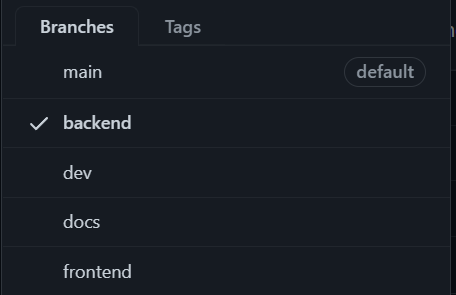 Branches Tags
main default
backend
dev
docs
frontend